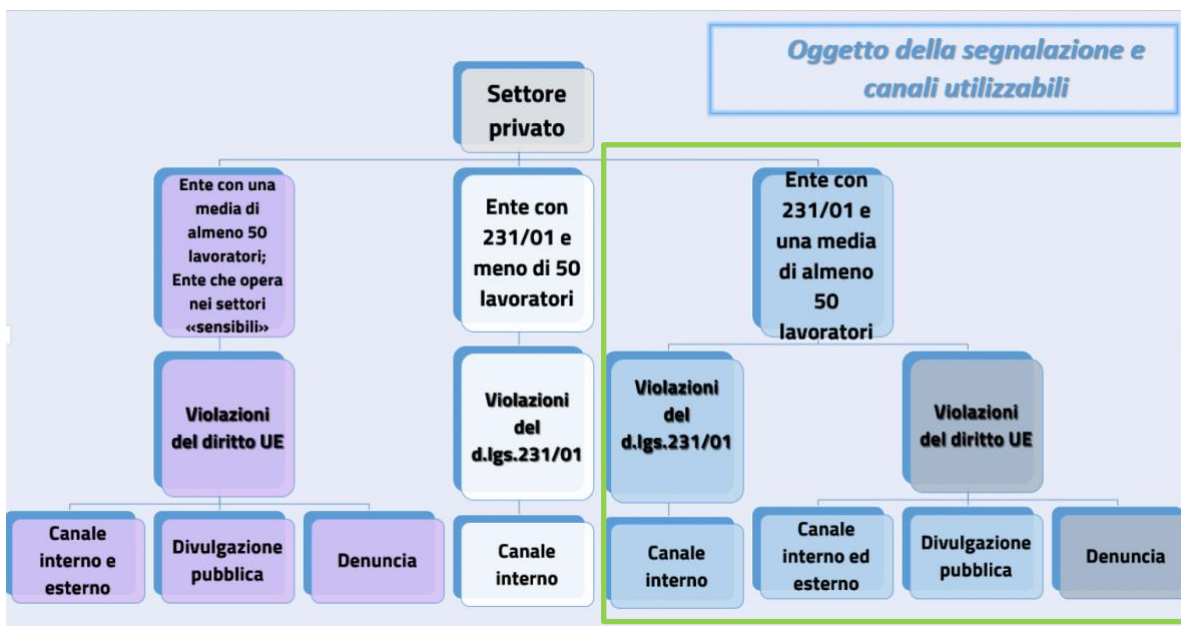 Oggetto della segnalazione e
canali utilizzabili
Settore
privato
Ente con una
media di
almeno 50
lavoratori;
Ente che opera
nei settori
«sensibili»
Ente con
231/01 e
meno di 50
lavoratori
Ente con
231/01 e
una media
di almeno
50
lavoratori
Violazioni
del diritto UE
Violazioni
del
d.lgs.231/01
Violazioni
del
d.lgs.231/01
Violazioni
del diritto UE
Canale
interno e
esterno
Divulgazione
pubblica
Denuncia
Canale
interno
Canale
interno
Canale
interno ed
esterno
Divulgazione
pubblica
Denuncia